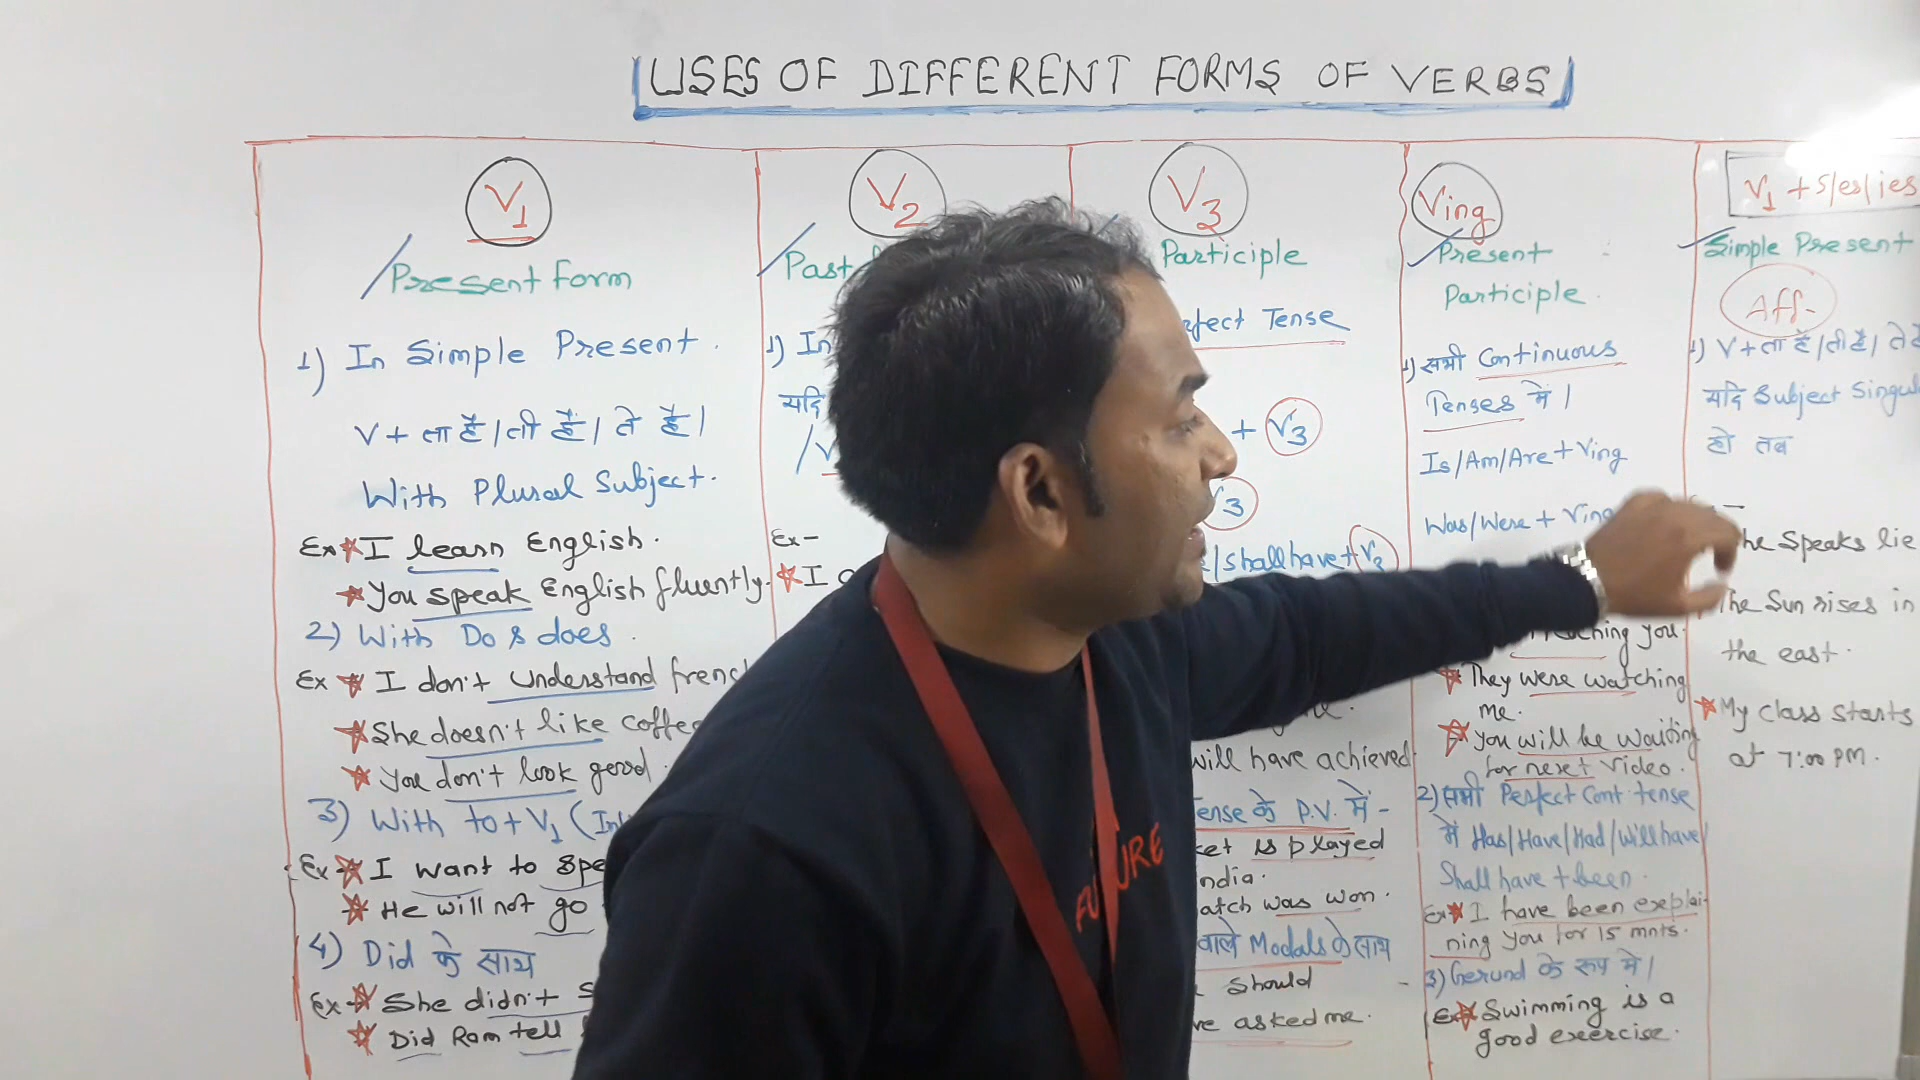 USES OF DIFFERENT FORMS OF VERBS
V1
Present form
1) In Simple Present.
V + ता है / ती है / ते है।
With Plural Subject.
Ex I learn English.
You speak English fluently.
2) With Do & does.
Ex I don't understand
She doesn't like
You don't look good.
3) With to + V1
Ex I want to
He will not go
4) Did के साथ
Ex She didn't
Did Ram tell
V2
Past
1) In
यदि
Ex-
I
V3
Participle
Tense
+ V3
V3
/shall have + V3
will have achieved
के P.V. में -
is played
was won.
वाले Modals के साथ
should
asked me.
Ving
Present
Participle.
1) सभी Continuous
Tenses में।
Is/Am/Are + Ving
Was/Were + Ving
you.
They were watching
me.
You will be waiting
for next video.
2) सभी Perfect Cont tense
में Has/Have/Had/Will have/
Shall have + been.
Ex I have been explai-
ning you for 15 mnts.
3) Gerund के रूप में।
Ex Swimming is a
good exercise.
V1 + s/es/ies
Simple Present
Aff.
1) V + ता है / ती है /
यदि Subject
हो तब
Speaks
Sun rises in
the east.
My class starts
at 7:00 PM.
FU URE